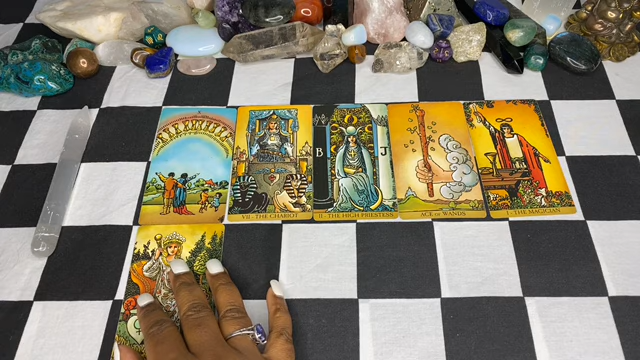 VII · THE CHARIOT.
B J
II · THE HIGH PRIESTESS
ACE OF WANDS
I · THE MAGICIAN